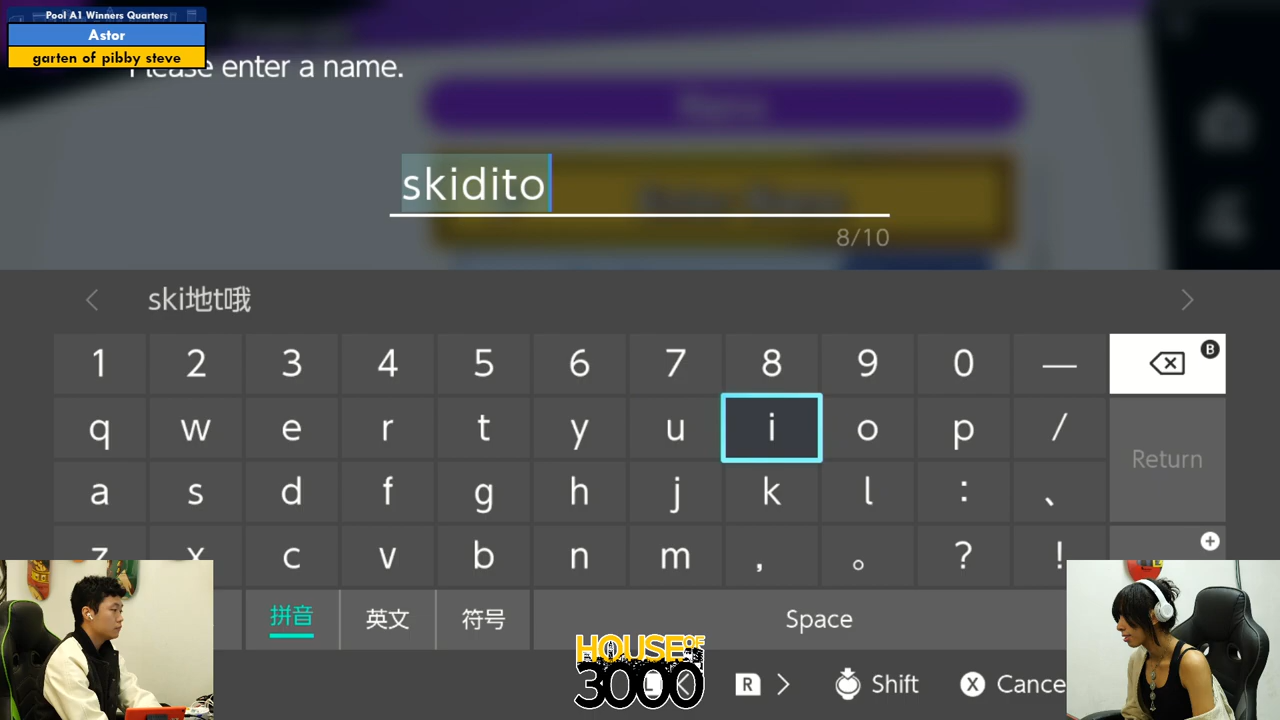 Pool A1 Winners Quarters
Astor
garten of pibby steve
Please enter a name.
skidito
8/10
ski地t哦
1 2 3 4 5 6 7 8 9 0 —
B
q w e r t y u i o p /
Return
a s d f g h j k l : 、
z x c v b n m , 。 ? !
拼音 英文 符号 Space
HOUSE OF
3000
L R Shift X Cance